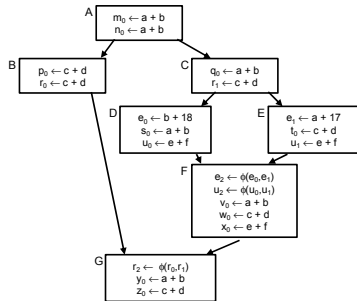 A
m₀ ← a + b
n₀ ← a + b
B
p₀ ← c + d
r₀ ← c + d
C
q₀ ← a + b
r₁ ← c + d
D
e₀ ← b + 18
s₀ ← a + b
u₀ ← e + f
E
e₁ ← a + 17
t₀ ← c + d
u₁ ← e + f
F
e₂ ← ϕ(e₀,e₁)
u₂ ← ϕ(u₀,u₁)
v₀ ← a + b
w₀ ← c + d
x₀ ← e + f
G
r₂ ← ϕ(r₀,r₁)
y₀ ← a + b
z₀ ← c + d